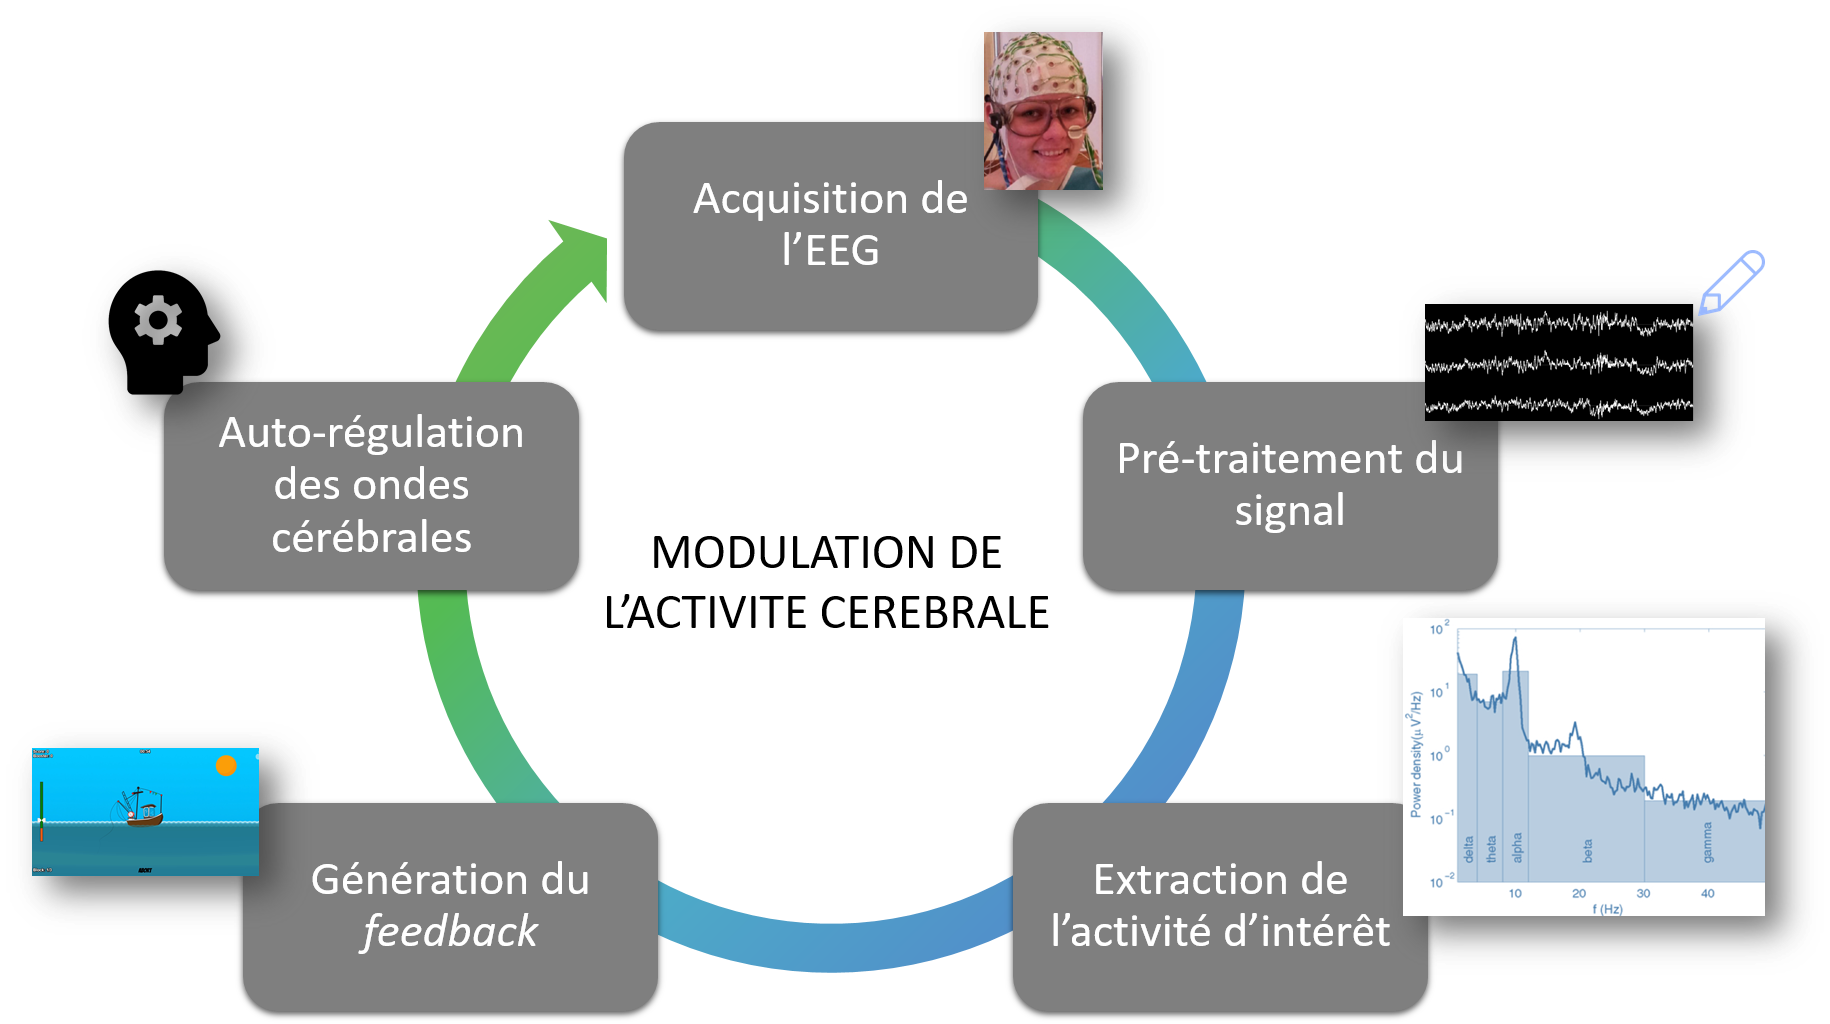 Acquisition de
l’EEG
Pré-traitement du
signal
Auto-régulation
des ondes
cérébrales
MODULATION DE
L’ACTIVITE CEREBRALE
Extraction de
l’activité d’intérêt
Génération du
feedback
10 2
10 1
10 0
10 -1
10 -2
Power density(μ V²/Hz)
delta
theta
alpha
beta
gamma
10 20 30 40
f (Hz)